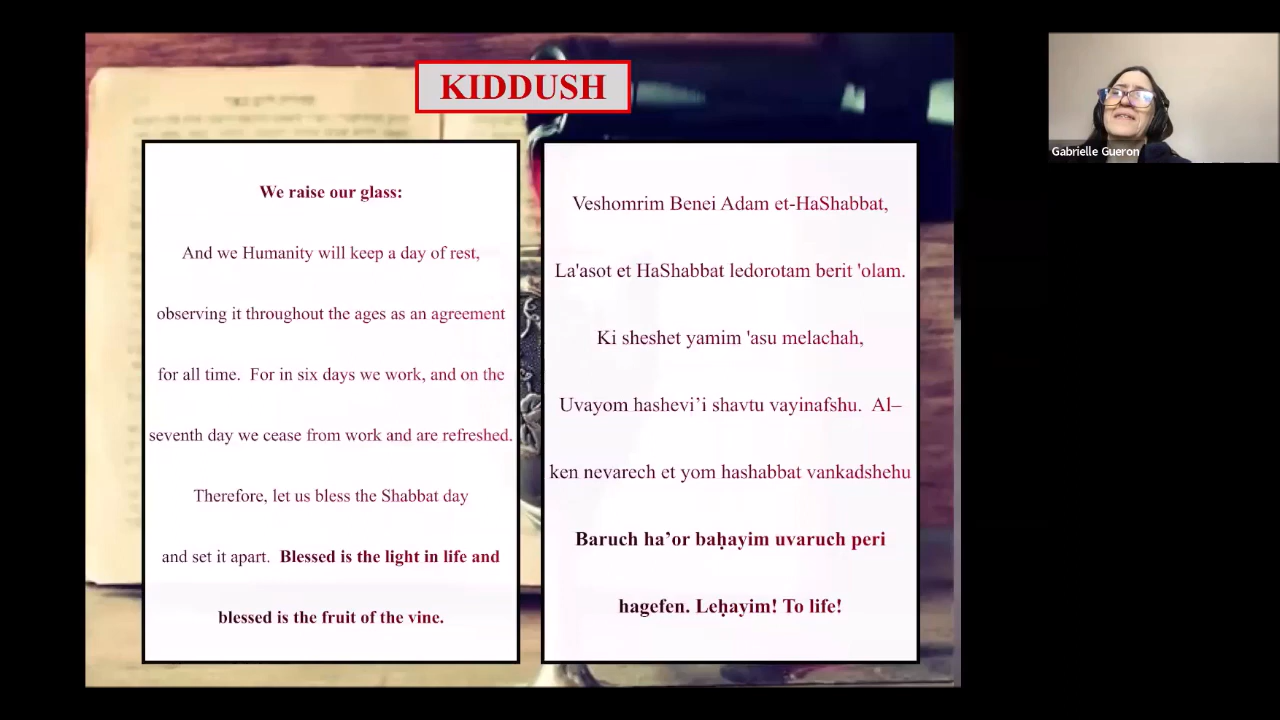 KIDDUSH
We raise our glass:
And we Humanity will keep a day of rest,
observing it throughout the ages as an agreement
for all time.  For in six days we work, and on the
seventh day we cease from work and are refreshed.
Therefore, let us bless the Shabbat day
and set it apart.  Blessed is the light in life and
blessed is the fruit of the vine.
Veshomrim Benei Adam et-HaShabbat,
La'asot et HaShabbat ledorotam berit 'olam.
Ki sheshet yamim 'asu melachah,
Uvayom hashevi’i shavtu vayinafshu.  Al–
ken nevarech et yom hashabbat vankadshehu
Baruch ha’or baḥayim uvaruch peri
hagefen. Leḥayim! To life!
Gabrielle Gueron